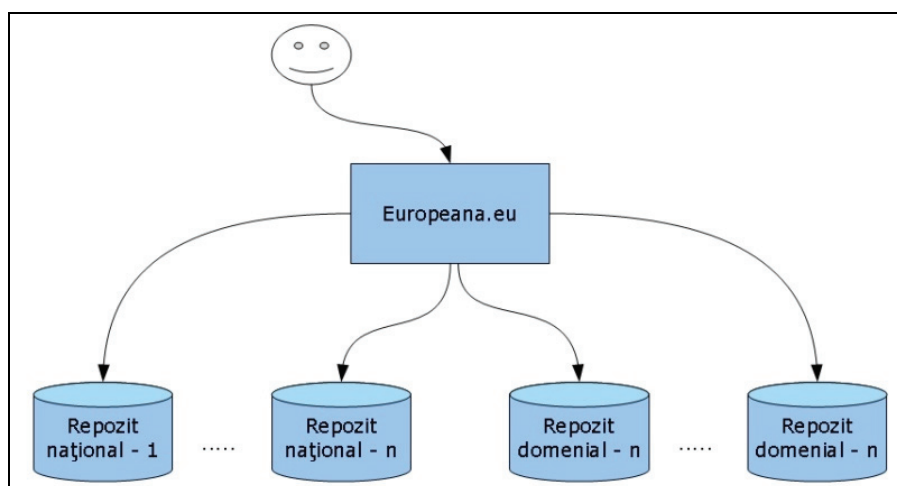 Europeana.eu
Repozit
naţional - 1
.....
Repozit
naţional - n
Repozit
domenial - n
.....
Repozit
domenial - n